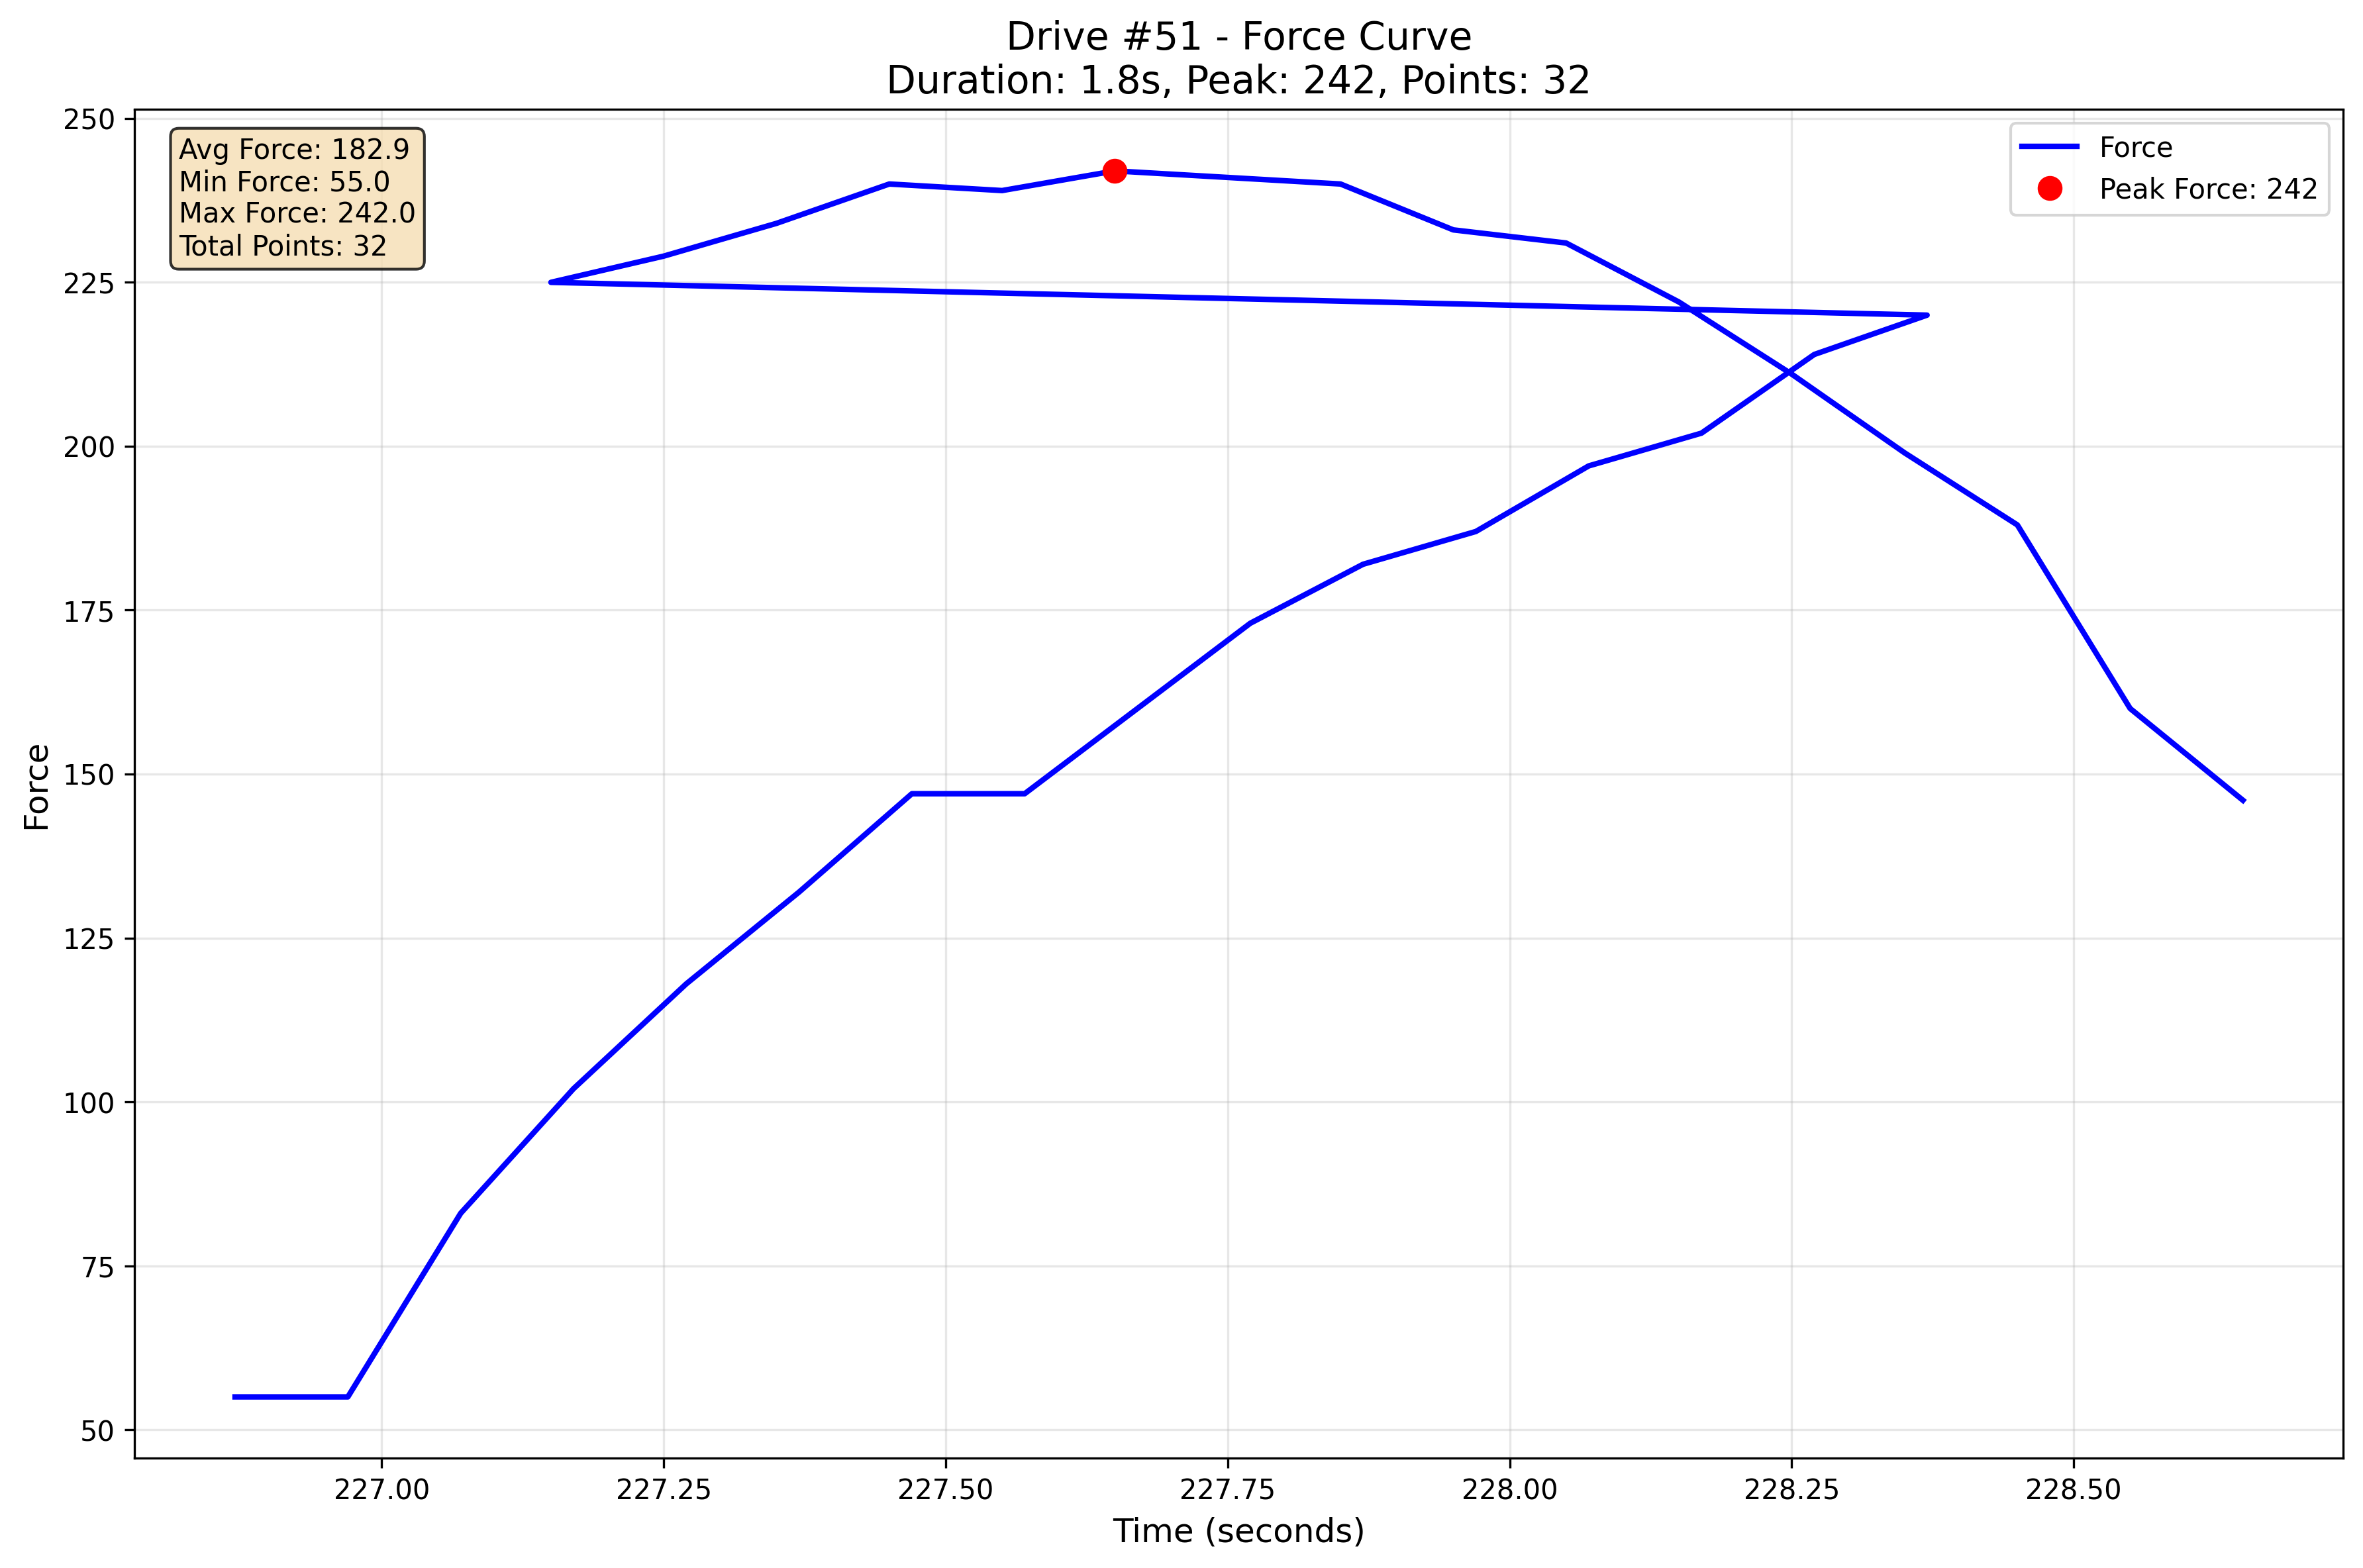 Drive #51 - Force Curve
Duration: 1.8s, Peak: 242, Points: 32
Avg Force: 182.9
Min Force: 55.0
Max Force: 242.0
Total Points: 32
Force
Peak Force: 242
250
225
200
175
150
125
100
75
50
Force
227.00 227.25 227.50 227.75 228.00 228.25 228.50
Time (seconds)